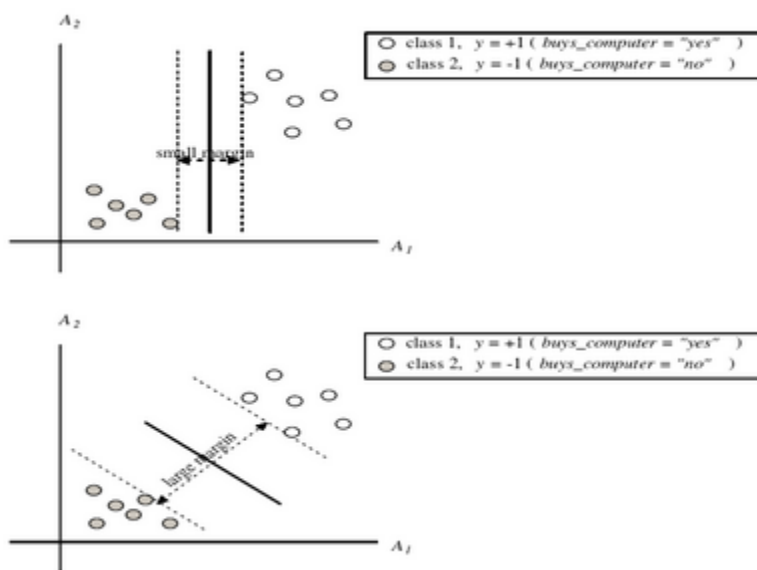 A2
class 1, y = +1 ( buys_computer = "yes" )
class 2, y = -1 ( buys_computer = "no" )
small margin
A1
A2
class 1, y = +1 ( buys_computer = "yes" )
class 2, y = -1 ( buys_computer = "no" )
large margin
A1